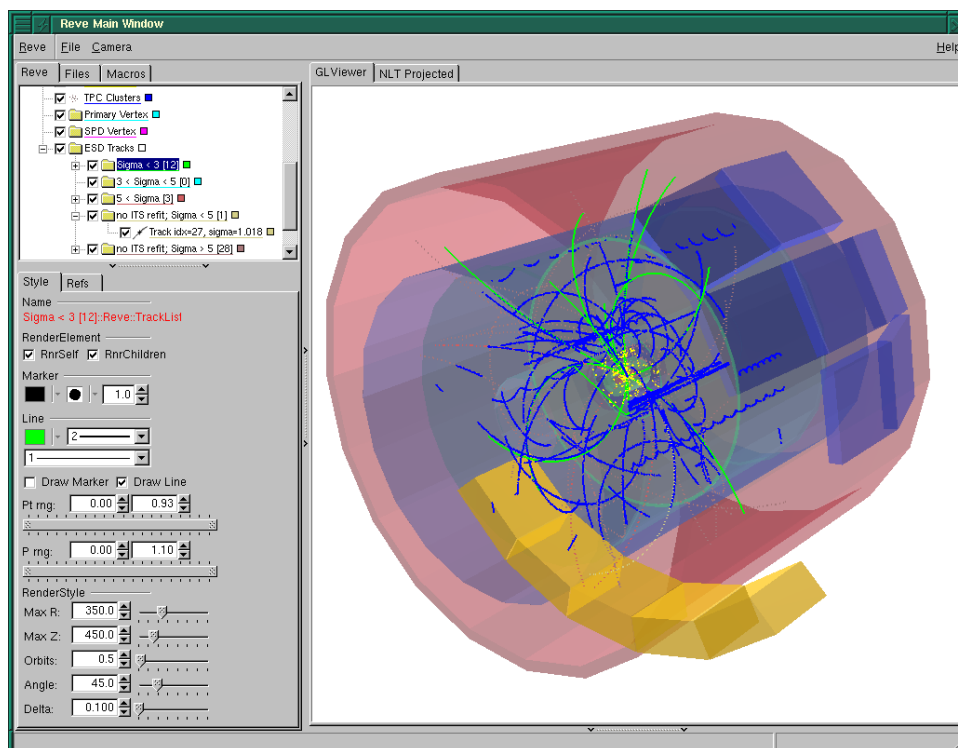 Reve Main Window
Reve File Camera Help
Reve Files Macros
TPC Clusters
Primary Vertex
SPD Vertex
ESD Tracks
Sigma < 3 [12]
3 < Sigma < 5 [0]
5 < Sigma [3]
no ITS refit; Sigma < 5 [1]
Track idx=27, sigma=1.018
no ITS refit; Sigma > 5 [28]
Style Refs
Name
Sigma < 3 [12]::Reve::TrackList
RenderElement
RnrSelf RnrChildren
Marker
1.0
Line
2
1
Draw Marker Draw Line
Pt rng: 0.00 0.93
P rng: 0.00 1.10
RenderStyle
Max R: 350.0
Max Z: 450.0
Orbits: 0.5
Angle: 45.0
Delta: 0.100
GLViewer NLT Projected